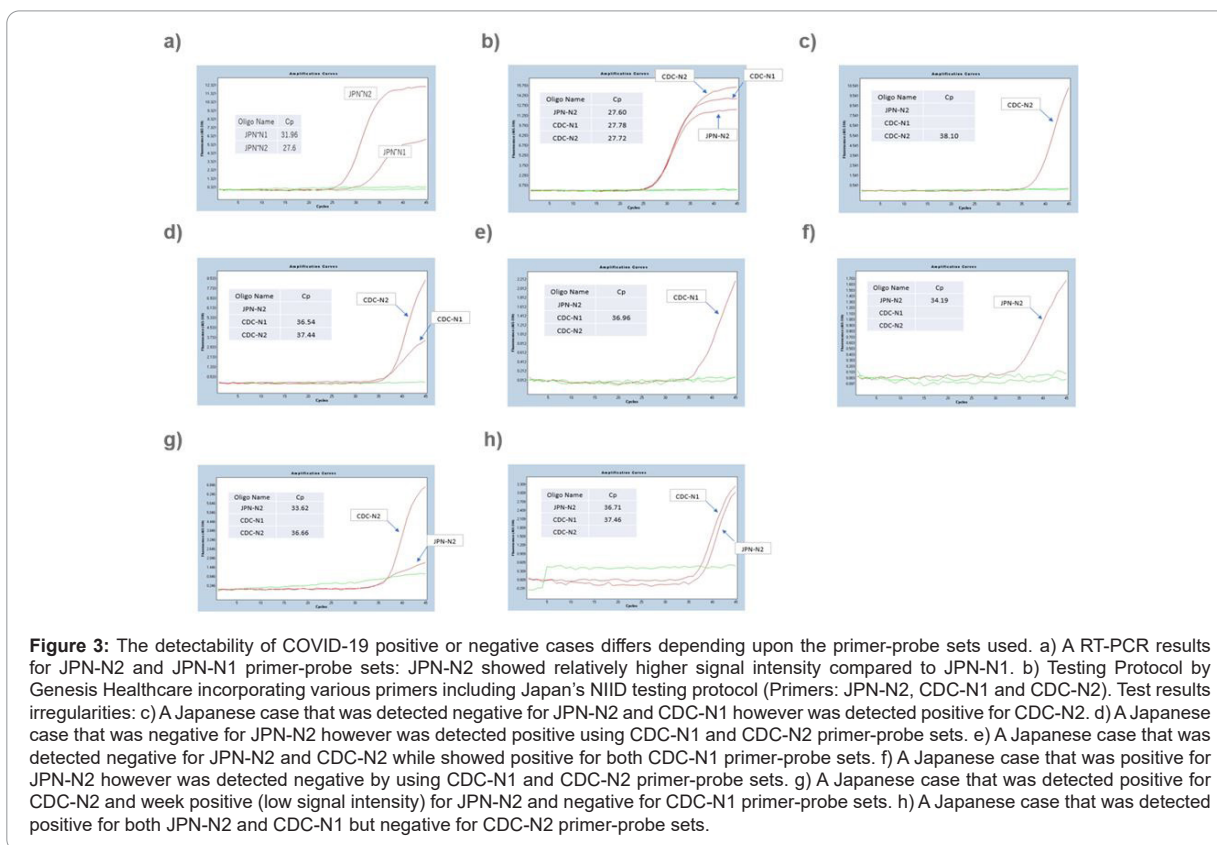 a)
Amplification Curves
JPN"N2
Oligo Name Cp
JPN"N1 31.96
JPN"N2 27.6
JPN"N1
Cycles
b)
Amplification Curves
CDC-N2
CDC-N1
Oligo Name Cp
JPN-N2 27.60
CDC-N1 27.78
CDC-N2 27.72
JPN-N2
Cycles
c)
Amplification Curves
CDC-N2
Oligo Name Cp
JPN-N2
CDC-N1
CDC-N2 38.10
Cycles
d)
Amplification Curves
CDC-N2
Oligo Name Cp
JPN-N2
CDC-N1 36.54
CDC-N2 37.44
CDC-N1
Cycles
e)
Amplification Curves
CDC-N1
Oligo Name Cp
JPN-N2
CDC-N1 36.96
CDC-N2
Cycles
f)
Amplification Curves
Oligo Name Cp
JPN-N2 34.19
CDC-N1
CDC-N2
JPN-N2
Cycles
g)
Amplification Curves
Oligo Name Cp
JPN-N2 33.62
CDC-N1
CDC-N2 36.66
CDC-N2
JPN-N2
Cycles
h)
Amplification Curves
Oligo Name Cp
JPN-N2 36.71
CDC-N1 37.46
CDC-N2
CDC-N1
JPN-N2
Cycles
Figure 3: The detectability of COVID-19 positive or negative cases differs depending upon the primer-probe sets used. a) A RT-PCR results
for JPN-N2 and JPN-N1 primer-probe sets: JPN-N2 showed relatively higher signal intensity compared to JPN-N1. b) Testing Protocol by
Genesis Healthcare incorporating various primers including Japan's NIID testing protocol (Primers: JPN-N2, CDC-N1 and CDC-N2). Test results
irregularities: c) A Japanese case that was detected negative for JPN-N2 and CDC-N1 however was detected positive for CDC-N2. d) A Japanese
case that was negative for JPN-N2 however was detected positive using CDC-N1 and CDC-N2 primer-probe sets. e) A Japanese case that was
detected negative for JPN-N2 and CDC-N2 while showed positive for both CDC-N1 primer-probe sets. f) A Japanese case that was positive for
JPN-N2 however was detected negative by using CDC-N1 and CDC-N2 primer-probe sets. g) A Japanese case that was detected positive for
CDC-N2 and week positive (low signal intensity) for JPN-N2 and negative for CDC-N1 primer-probe sets. h) A Japanese case that was detected
positive for both JPN-N2 and CDC-N1 but negative for CDC-N2 primer-probe sets.